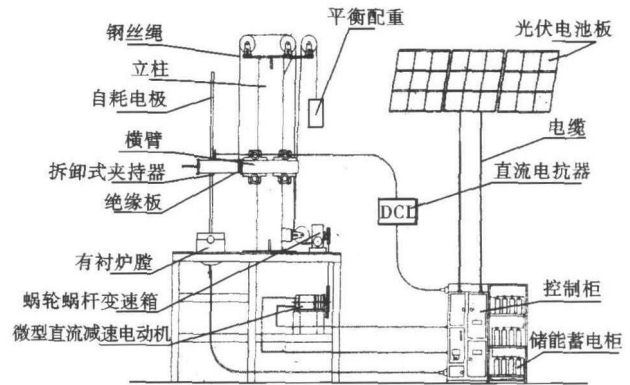 钢丝绳
平衡配重
光伏电池板
立柱
自耗电极
电缆
横臂
拆卸式夹持器
直流电抗器
绝缘板
DCL
有衬炉膛
控制柜
蜗轮蜗杆变速箱
微型直流减速电动机
储能蓄电柜